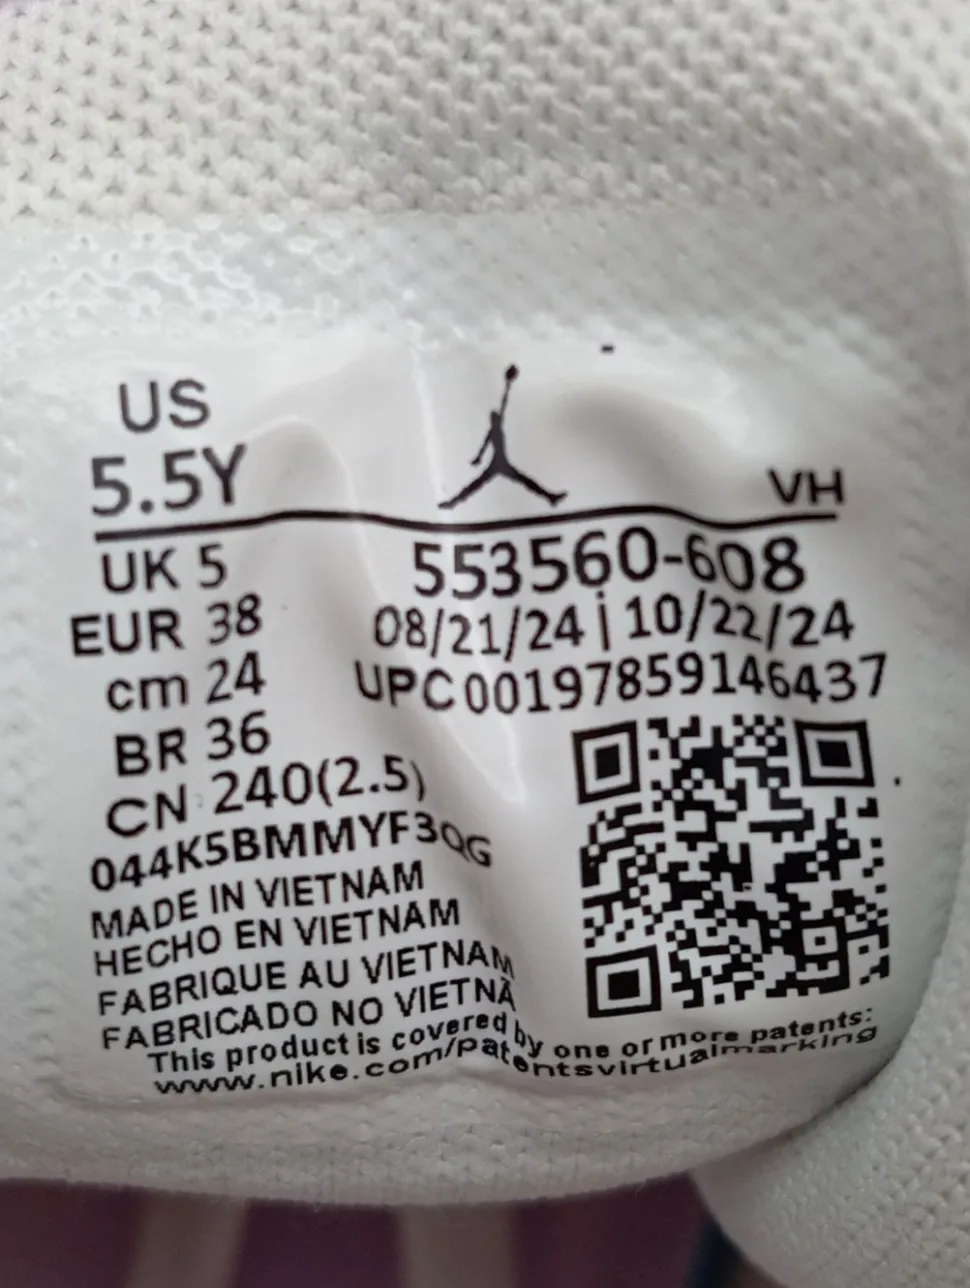 US
5.5Y
VH
UK 5
EUR 38
cm 24
BR 36
CN 240(2.5)
553560-608
08/21/24 | 10/22/24
UPC00197859146437
044K5BMMYF3QG
MADE IN VIETNAM
HECHO EN VIETNAM
FABRIQUE AU VIETNAM
FABRICADO NO VIETNÃ
This product is covered by one or more patents:
www.nike.com/patentsvirtualmarking